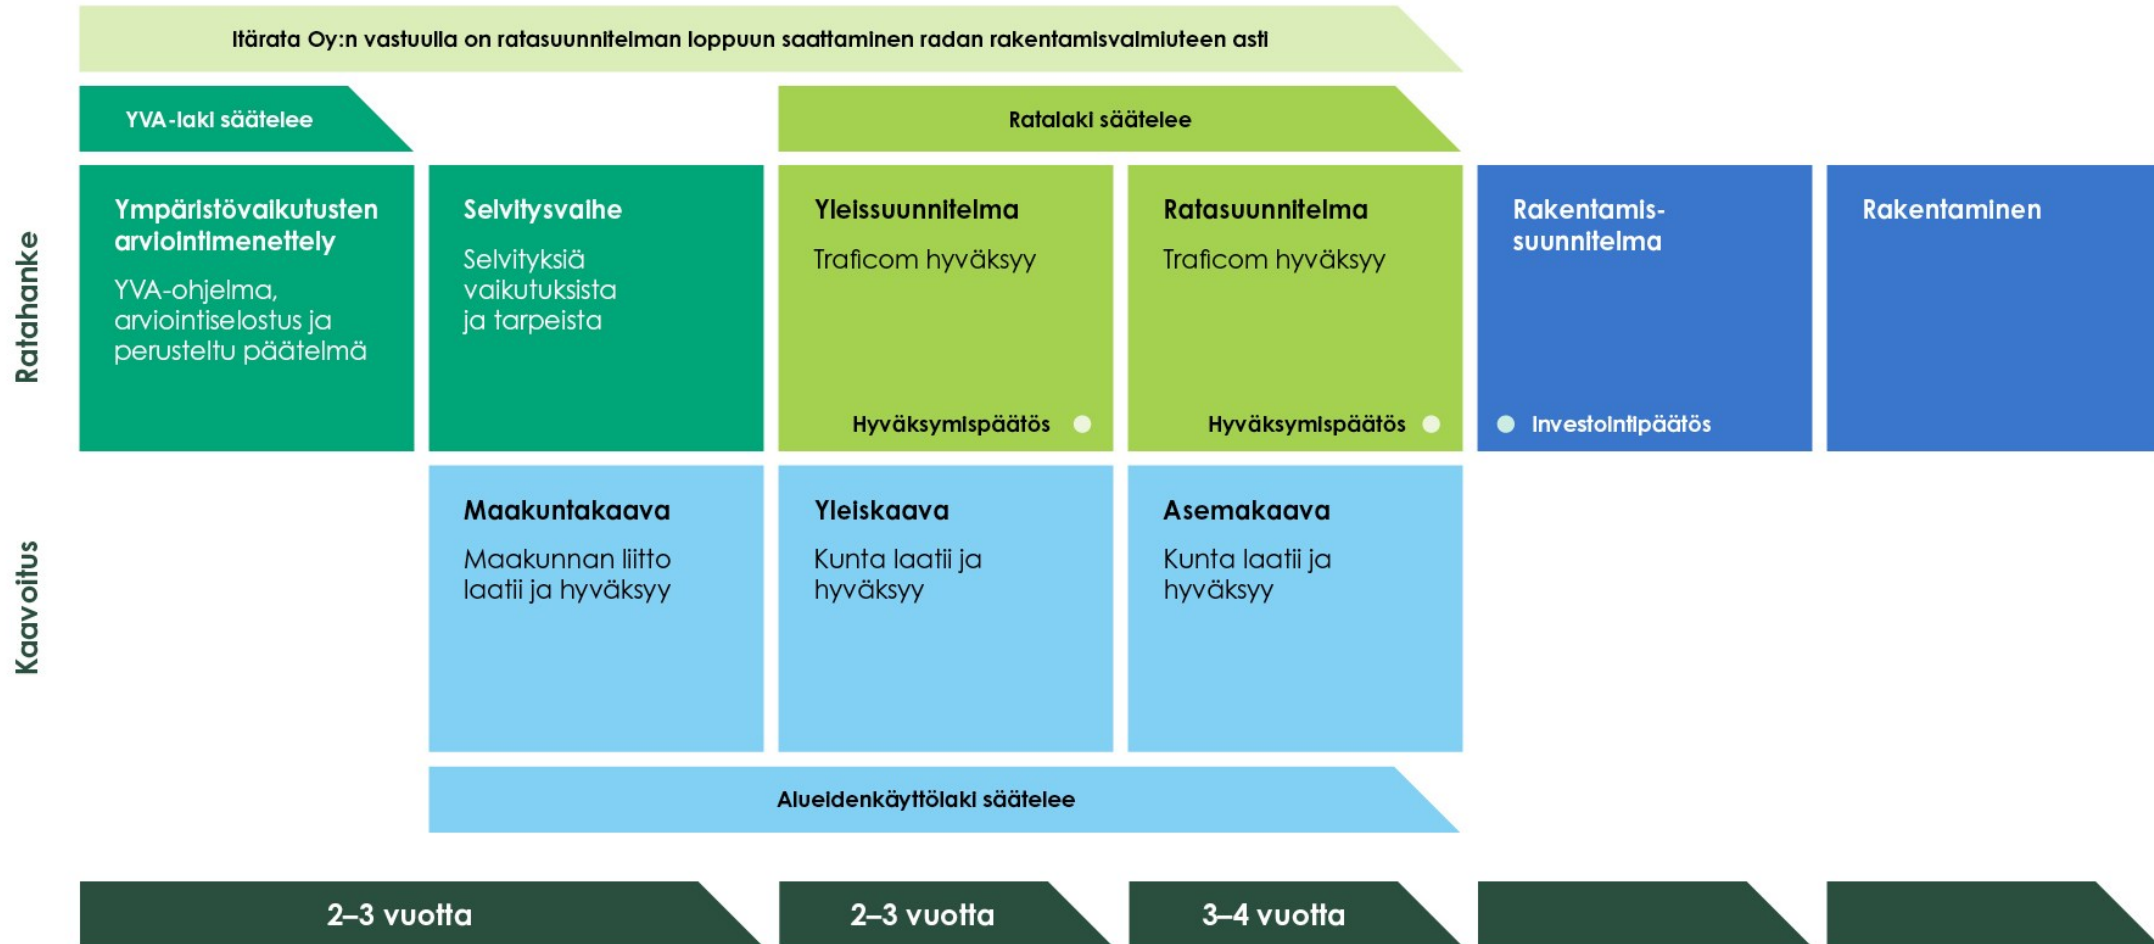 Itärata Oy:n vastuulla on ratasuunnitelman loppuun saattaminen radan rakentamisvalmiuteen asti
YVA-laki säätelee
Ratalaki säätelee
Ratahanke
Ympäristövaikutusten
arviointimenettely
YVA-ohjelma,
arviointiselostus ja
perusteltu päätelmä
Selvitysvaihe
Selvityksiä
vaikutuksista
ja tarpeista
Yleissuunnitelma
Traficom hyväksyy
Hyväksymispäätös
Ratasuunnitelma
Traficom hyväksyy
Hyväksymispäätös
Rakentamis-
suunnitelma
Investointipäätös
Rakentaminen
Kaavoitus
Maakuntakaava
Maakunnan liitto
laatii ja hyväksyy
Yleiskaava
Kunta laatii ja
hyväksyy
Asemakaava
Kunta laatii ja
hyväksyy
Alueidenkäyttölaki säätelee
2–3 vuotta
2–3 vuotta
3–4 vuotta